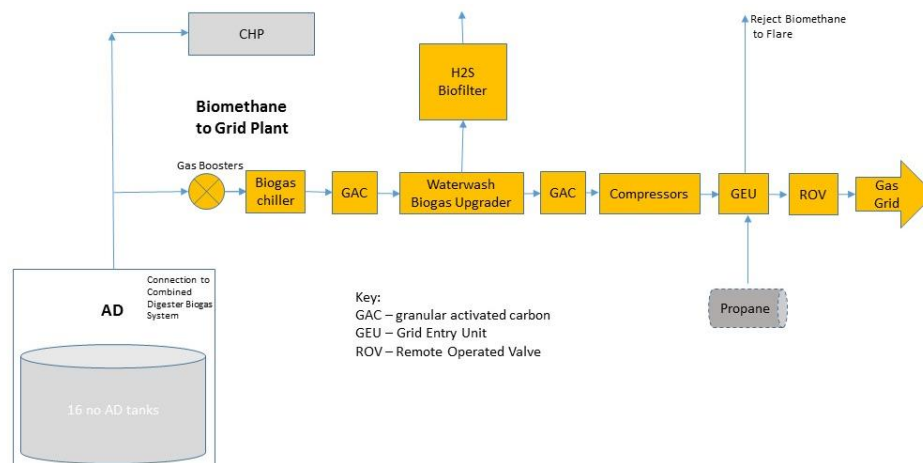 CHP
Reject Biomethane
to Flare
H2S
Biofilter
Biomethane
to Grid Plant
Gas Boosters
Biogas
chiller
GAC
Waterwash
Biogas Upgrader
GAC
Compressors
GEU
ROV
Gas
Grid
Connection to
Combined
Digester Biogas
System
AD
16 no AD tanks
Propane
Key:
GAC – granular activated carbon
GEU – Grid Entry Unit
ROV – Remote Operated Valve